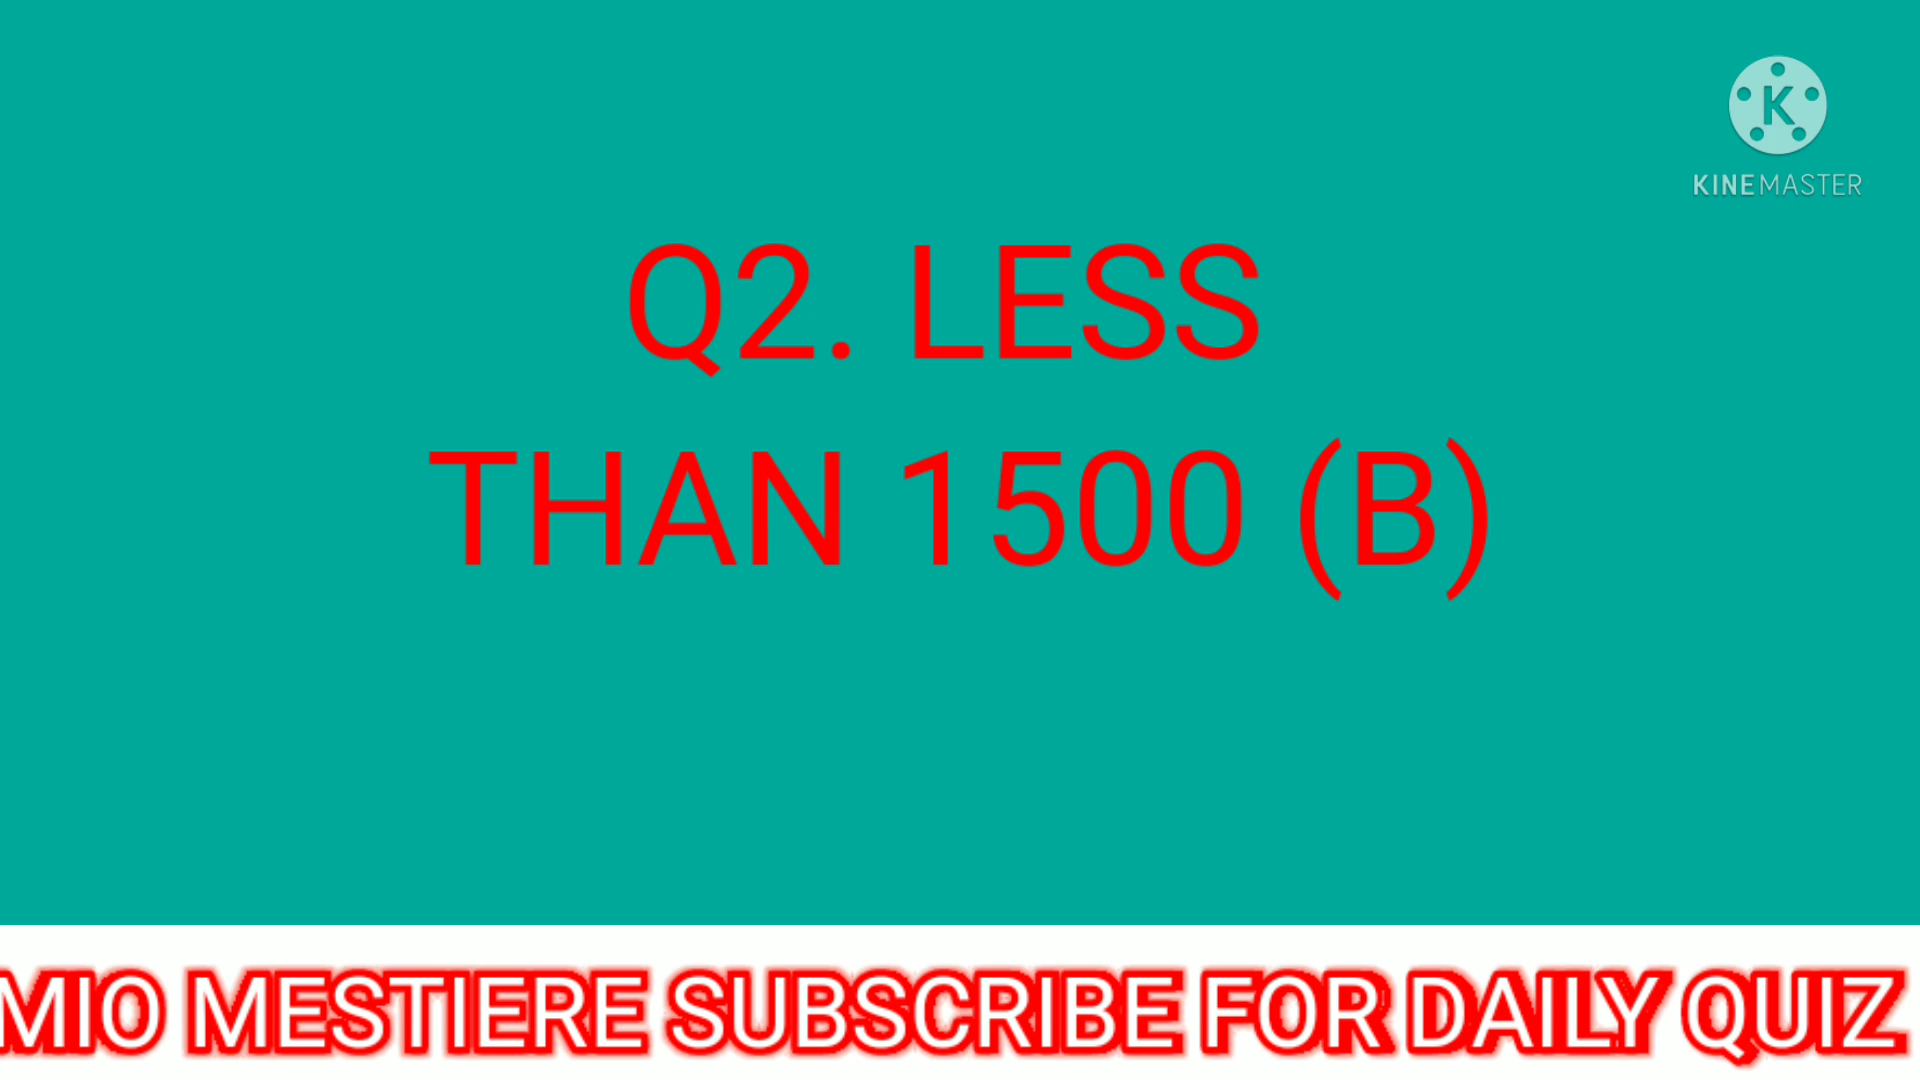 K
KINEMASTER
Q2. LESS
THAN 1500 (B)
MIO MESTIERE SUBSCRIBE FOR DAILY QUIZ